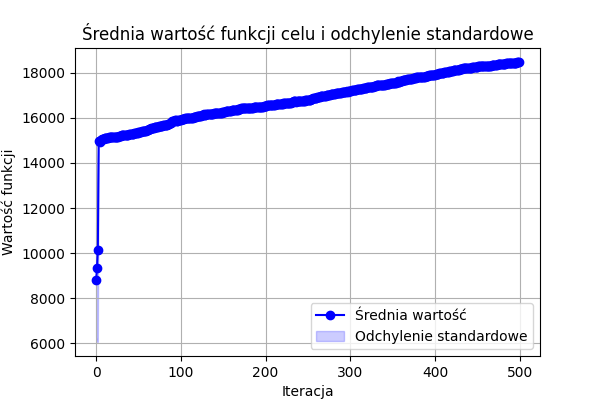 Średnia wartość funkcji celu i odchylenie standardowe
Wartość funkcji
18000
16000
14000
12000
10000
8000
6000
0
100
200
300
400
500
Iteracja
Średnia wartość
Odchylenie standardowe